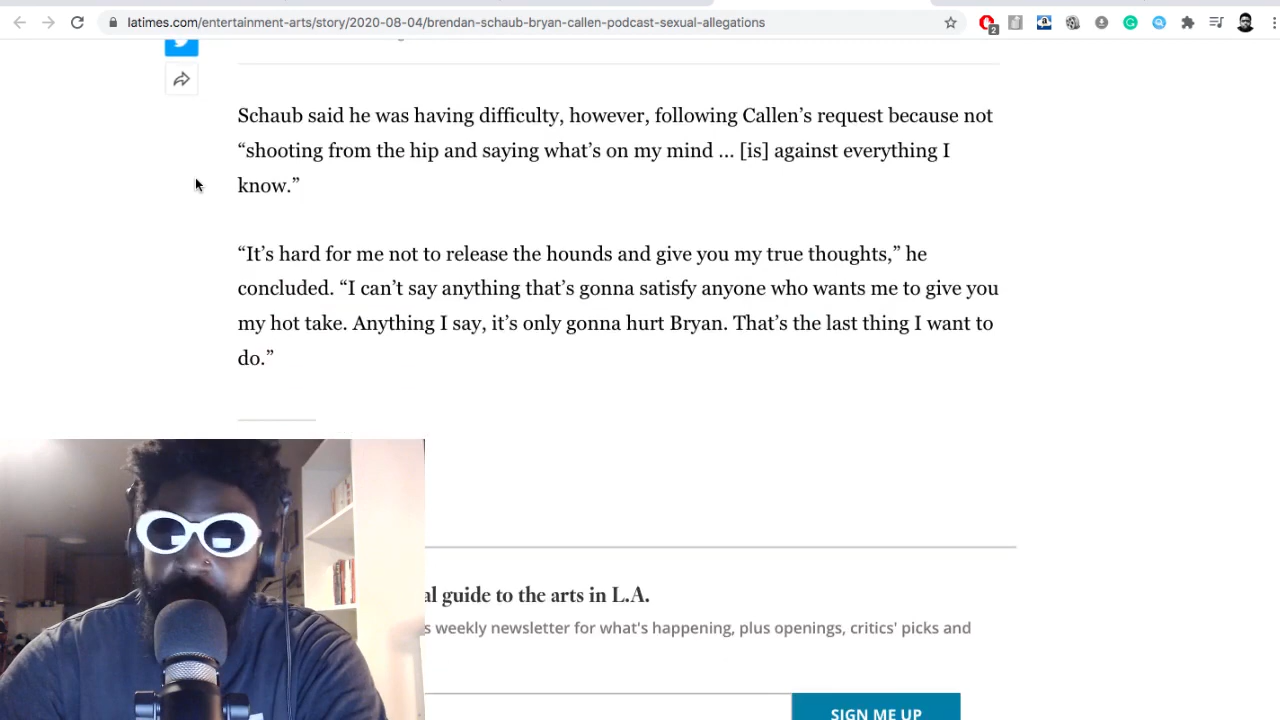 latimes.com/entertainment-arts/story/2020-08-04/brendan-schaub-bryan-callen-podcast-sexual-allegations
2
Schaub said he was having difficulty, however, following Callen’s request because not
“shooting from the hip and saying what’s on my mind ... [is] against everything I
know.”
“It’s hard for me not to release the hounds and give you my true thoughts,” he
concluded. “I can’t say anything that’s gonna satisfy anyone who wants me to give you
my hot take. Anything I say, it’s only gonna hurt Bryan. That’s the last thing I want to
do.”
guide to the arts in L.A.
weekly newsletter for what's happening, plus openings, critics' picks and
SIGN ME UP